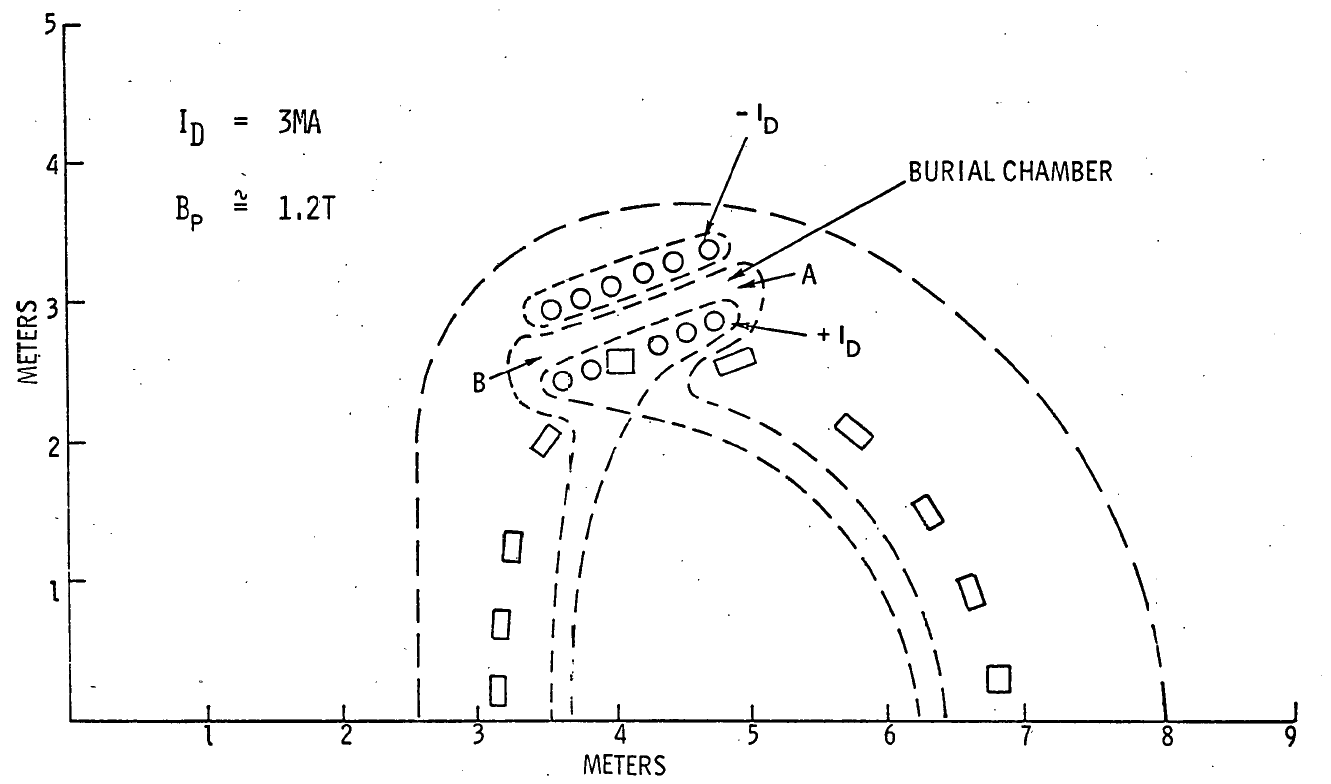 5
I_D = 3MA
-I_D
4
BURIAL CHAMBER
B_P ≅ 1.2T
A
3
METERS
+I_D
B
2
1
1 2 3 4 5 6 7 8 9
METERS